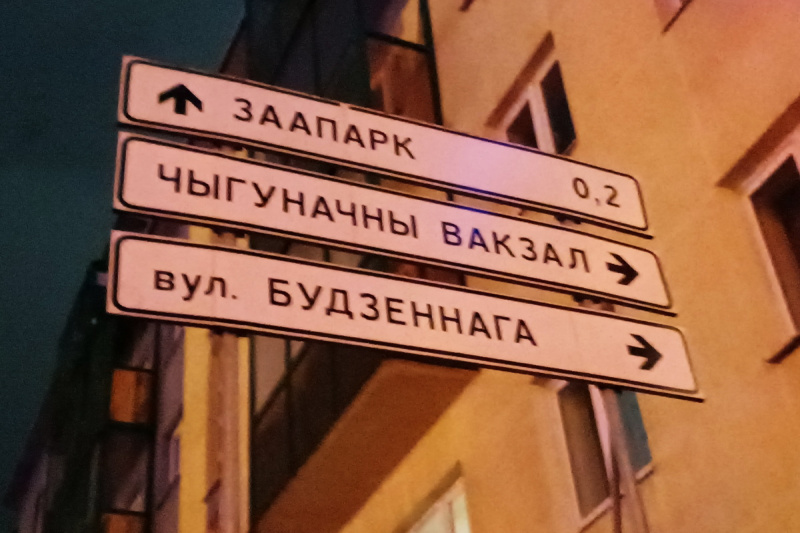 ЗААПАРК 0,2
ЧЫГУНАЧНЫ ВАКЗАЛ
вул. БУДЗЕННАГА